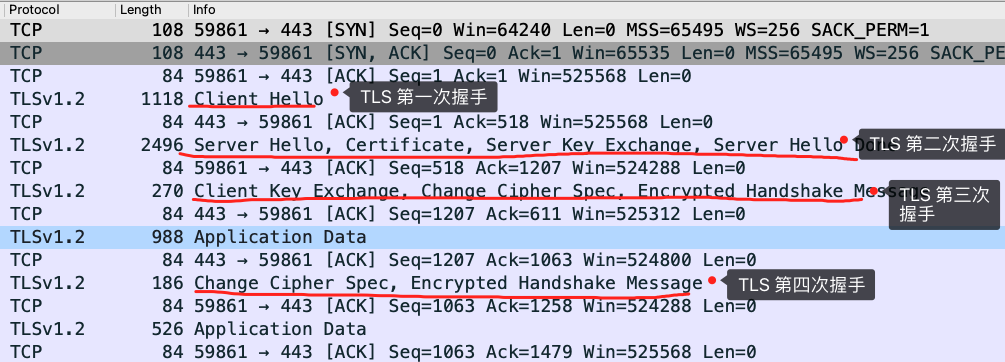 Protocol Length Info
TCP 108 59861 → 443 [SYN] Seq=0 Win=64240 Len=0 MSS=65495 WS=256 SACK_PERM=1
TCP 108 443 → 59861 [SYN, ACK] Seq=0 Ack=1 Win=65535 Len=0 MSS=65495 WS=256 SACK_PE
TCP 84 59861 → 443 [ACK] Seq=1 Ack=1 Win=525568 Len=0
TLSv1.2 1118 Client Hello TLS 第一次握手
TCP 84 443 → 59861 [ACK] Seq=1 Ack=518 Win=525568 Len=0
TLSv1.2 2496 Server Hello, Certificate, Server Key Exchange, Server Hello TLS 第二次握手
TCP 84 59861 → 443 [ACK] Seq=518 Ack=1207 Win=524288 Len=0
TLSv1.2 270 Client Key Exchange, Change Cipher Spec, Encrypted Handshake TLS 第三次
握手
TCP 84 443 → 59861 [ACK] Seq=1207 Ack=611 Win=525312 Len=0
TLSv1.2 988 Application Data
TCP 84 443 → 59861 [ACK] Seq=1207 Ack=1063 Win=524800 Len=0
TLSv1.2 186 Change Cipher Spec, Encrypted Handshake Message TLS 第四次握手
TCP 84 59861 → 443 [ACK] Seq=1063 Ack=1258 Win=524288 Len=0
TLSv1.2 526 Application Data
TCP 84 59861 → 443 [ACK] Seq=1063 Ack=1479 Win=525568 Len=0